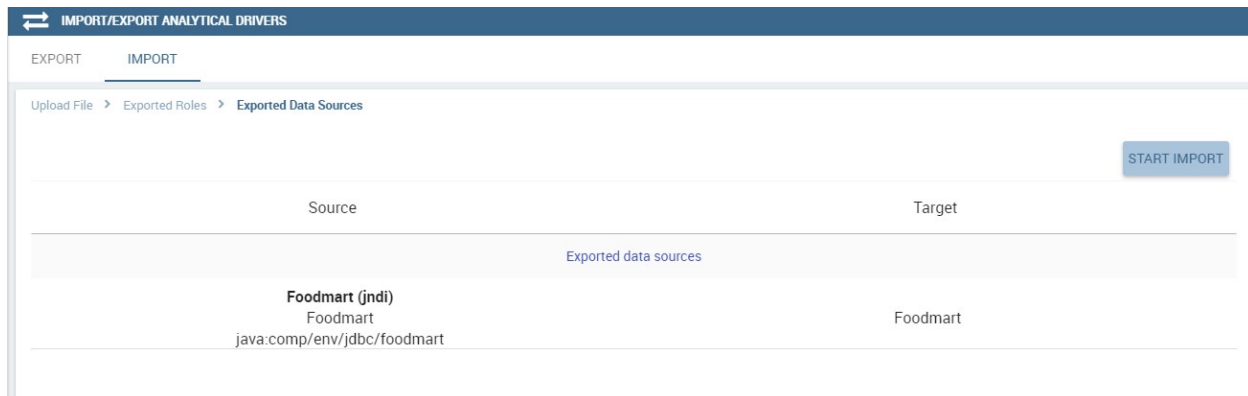 IMPORT/EXPORT ANALYTICAL DRIVERS
EXPORT IMPORT
Upload File > Exported Roles > Exported Data Sources
START IMPORT
Source Target
Exported data sources
Foodmart (jndi)
Foodmart Foodmart
java:comp/env/jdbc/foodmart